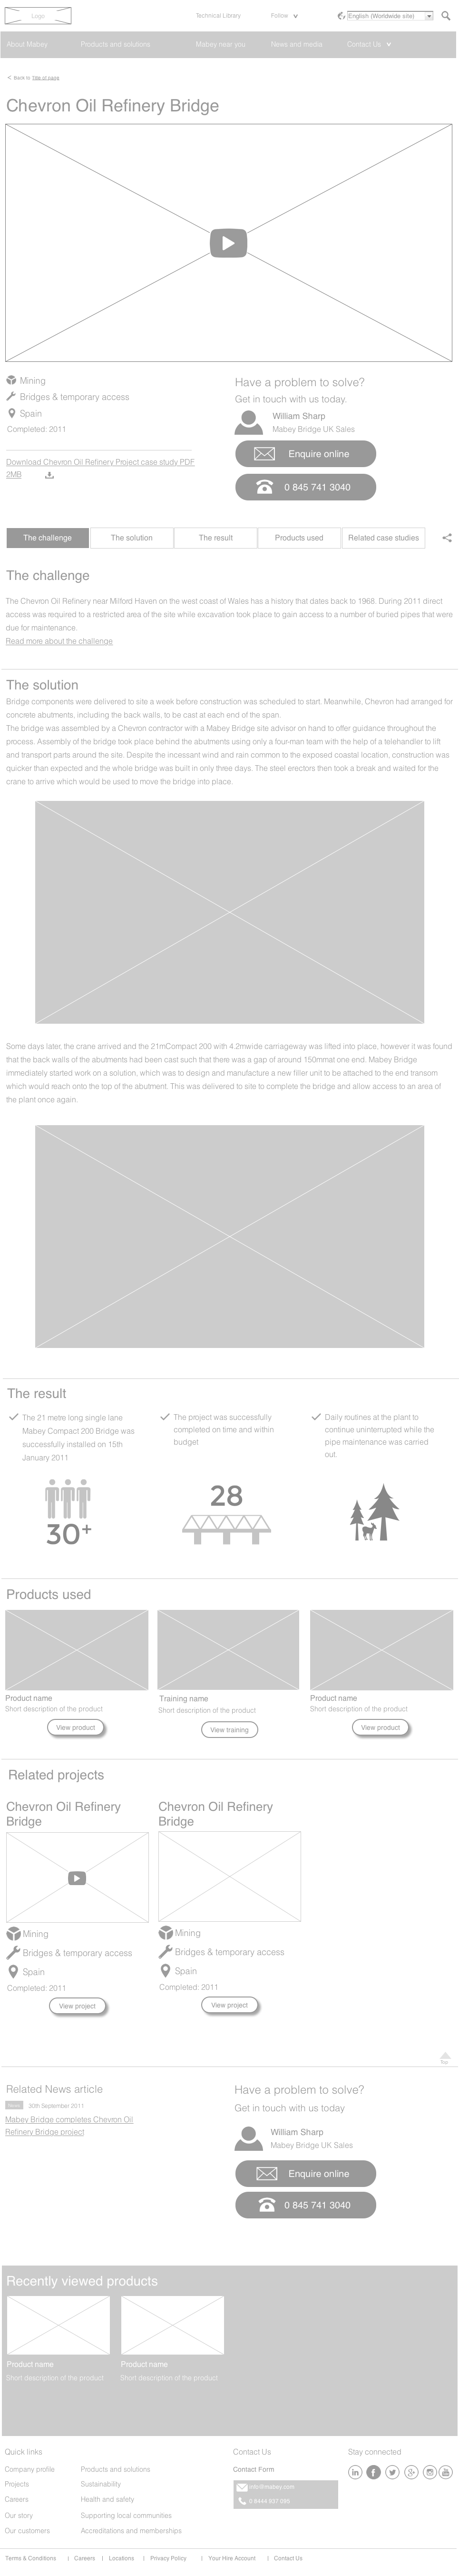 Logo
Technical Library
Follow
English (Worldwide site)
About Mabey
Products and solutions
Mabey near you
News and media
Contact Us
< Back to Title of page
Chevron Oil Refinery Bridge
Mining
Bridges & temporary access
Spain
Completed: 2011
Download Chevron Oil Refinery Project case study PDF
2MB
Have a problem to solve?
Get in touch with us today.
William Sharp
Mabey Bridge UK Sales
Enquire online
0 845 741 3040
The challenge
The solution
The result
Products used
Related case studies
The challenge
The Chevron Oil Refinery near Milford Haven on the west coast of Wales has a history that dates back to 1968. During 2011 direct
access was required to a restricted area of the site while excavation took place to gain access to a number of buried pipes that were
due for maintenance.
Read more about the challenge
The solution
Bridge components were delivered to site a week before construction was scheduled to start. Meanwhile, Chevron had arranged for
concrete abutments, including the back walls, to be cast at each end of the span.
The bridge was assembled by a Chevron contractor with a Mabey Bridge site advisor on hand to offer guidance throughout the
process. Assembly of the bridge took place behind the abutments using only a four-man team with the help of a telehandler to lift
and transport parts around the site. Despite the incessant wind and rain common to the exposed coastal location, construction was
quicker than expected and the whole bridge was built in only three days. The steel erectors then took a break and waited for the
crane to arrive which would be used to move the bridge into place.
Some days later, the crane arrived and the 21mCompact 200 with 4.2mwide carriageway was lifted into place, however it was found
that the back walls of the abutments had been cast such that there was a gap of around 150mmat one end. Mabey Bridge
immediately started work on a solution, which was to design and manufacture a new filler unit to be attached to the end transom
which would reach onto the top of the abutment. This was delivered to site to complete the bridge and allow access to an area of
the plant once again.
The result
The 21 metre long single lane
Mabey Compact 200 Bridge was
successfully installed on 15th
January 2011
30+
The project was successfully
completed on time and within
budget
28
Daily routines at the plant to
continue uninterrupted while the
pipe maintenance was carried
out.
Products used
Product name
Short description of the product
View product
Training name
Short description of the product
View training
Product name
Short description of the product
View product
Related projects
Chevron Oil Refinery
Bridge
Mining
Bridges & temporary access
Spain
Completed: 2011
View project
Chevron Oil Refinery
Bridge
Mining
Bridges & temporary access
Spain
Completed: 2011
View project
Top
Related News article
30th September 2011
Mabey Bridge completes Chevron Oil
Refinery Bridge project
Have a problem to solve?
Get in touch with us today
William Sharp
Mabey Bridge UK Sales
Enquire online
0 845 741 3040
Recently viewed products
Product name
Short description of the product
Product name
Short description of the product
Quick links
Company profile
Projects
Careers
Our story
Our customers
Products and solutions
Sustainability
Health and safety
Supporting local communities
Accreditations and memberships
Contact Us
Contact Form
info@mabey.com
Stay connected
Terms & Conditions | Careers | Locations | Privacy Policy | Your Hire Account | Contact Us